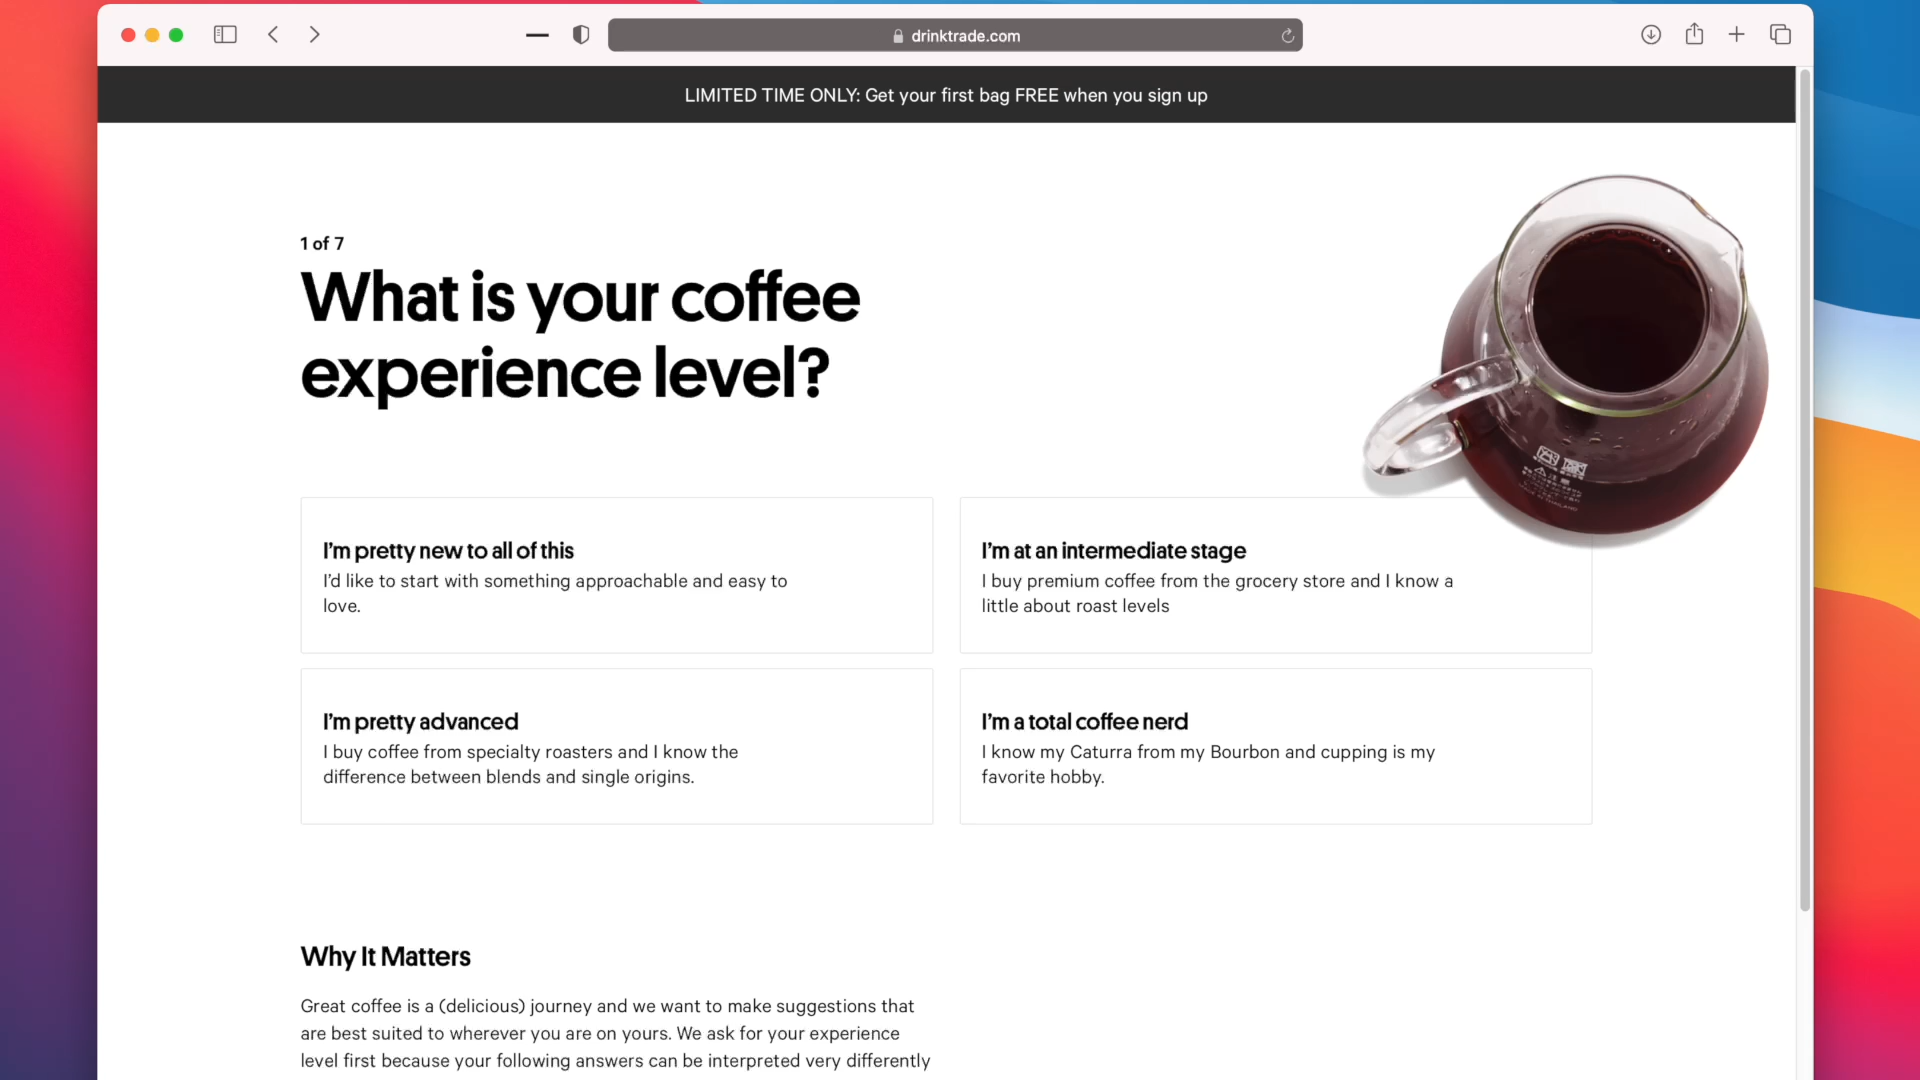 drinktrade.com
LIMITED TIME ONLY: Get your first bag FREE when you sign up
1 of 7
What is your coffee
experience level?
I'm pretty new to all of this
I'd like to start with something approachable and easy to
love.
I'm at an intermediate stage
I buy premium coffee from the grocery store and I know a
little about roast levels
I'm pretty advanced
I buy coffee from specialty roasters and I know the
difference between blends and single origins.
I'm a total coffee nerd
I know my Caturra from my Bourbon and cupping is my
favorite hobby.
Why It Matters
Great coffee is a (delicious) journey and we want to make suggestions that
are best suited to wherever you are on yours. We ask for your experience
level first because your following answers can be interpreted very differently